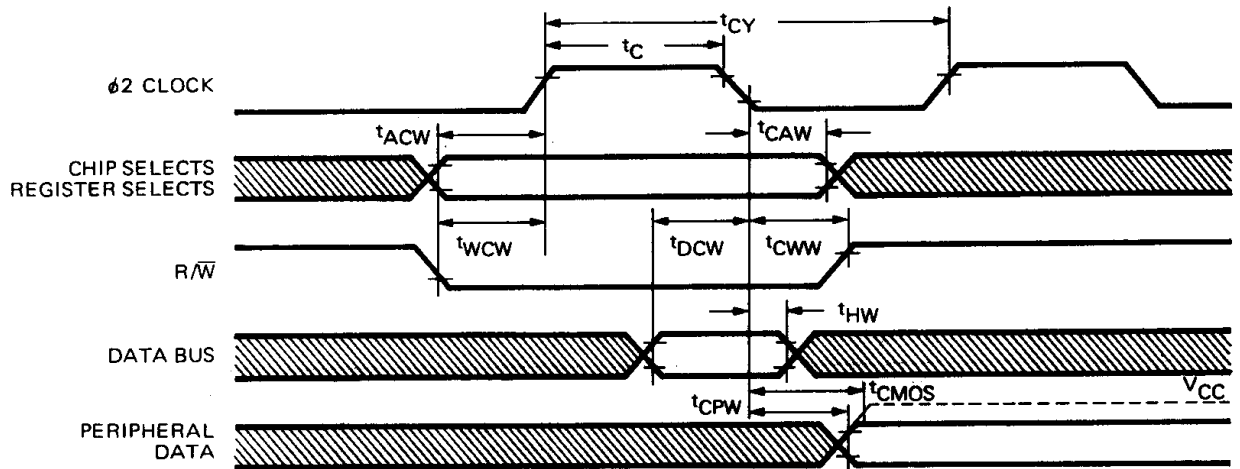 tCY
tC
ϕ2 CLOCK
tACW
tCAW
CHIP SELECTS
REGISTER SELECTS
tWCW
tDCW
tCWW
R/W̅
tHW
DATA BUS
tCMOS
VCC
tCPW
PERIPHERAL
DATA